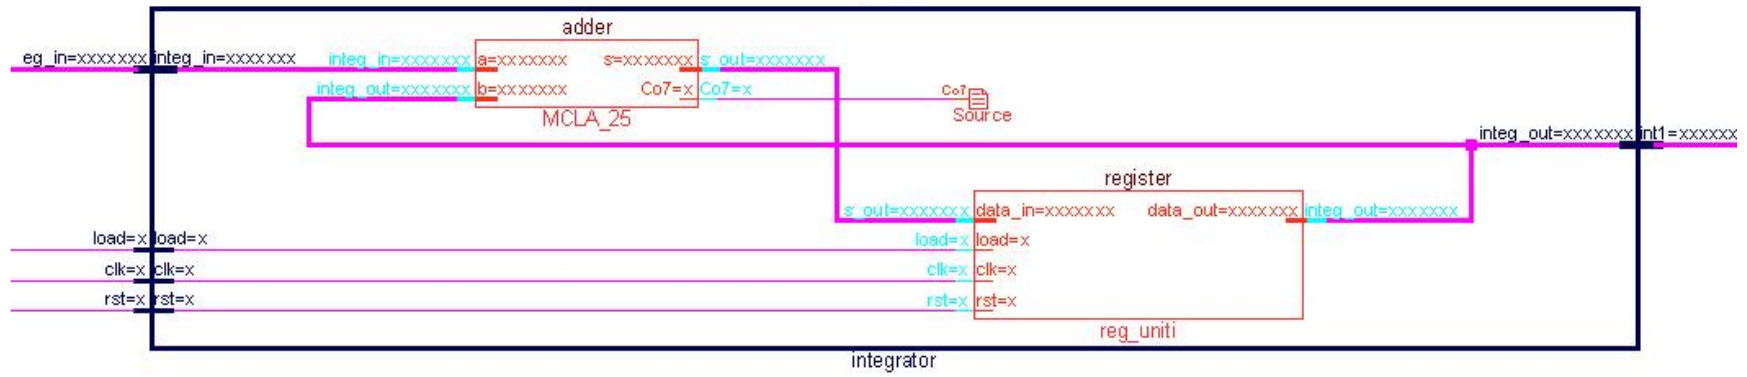 adder
eg_in=xxxxxxx integ_in=xxxxxxx integ_in=xxxxxxx a=xxxxxxx s=xxxxxxx s_out=xxxxxxx
integ_out=xxxxxxx b=xxxxxxx Co7=x Co7=x Co7
MCLA_25 Source
integ_out=xxxxxxx int1=xxxxxx
register
s_out=xxxxxxx data_in=xxxxxxx data_out=xxxxxxx integ_out=xxxxxxx
load=x load=x load=x load=x
clk=x clk=x clk=x clk=x
rst=x rst=x rst=x rst=x
reg_uniti
integrator